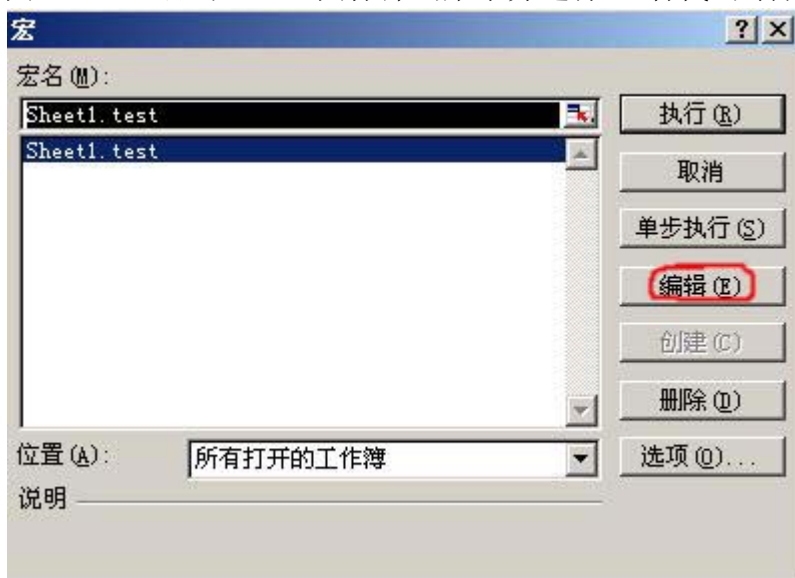 宏
宏名(M):
Sheet1.test
Sheet1.test
执行(R)
取消
单步执行(S)
编辑(E)
创建(C)
删除(D)
位置(A):
所有打开的工作簿
选项(O)...
说明